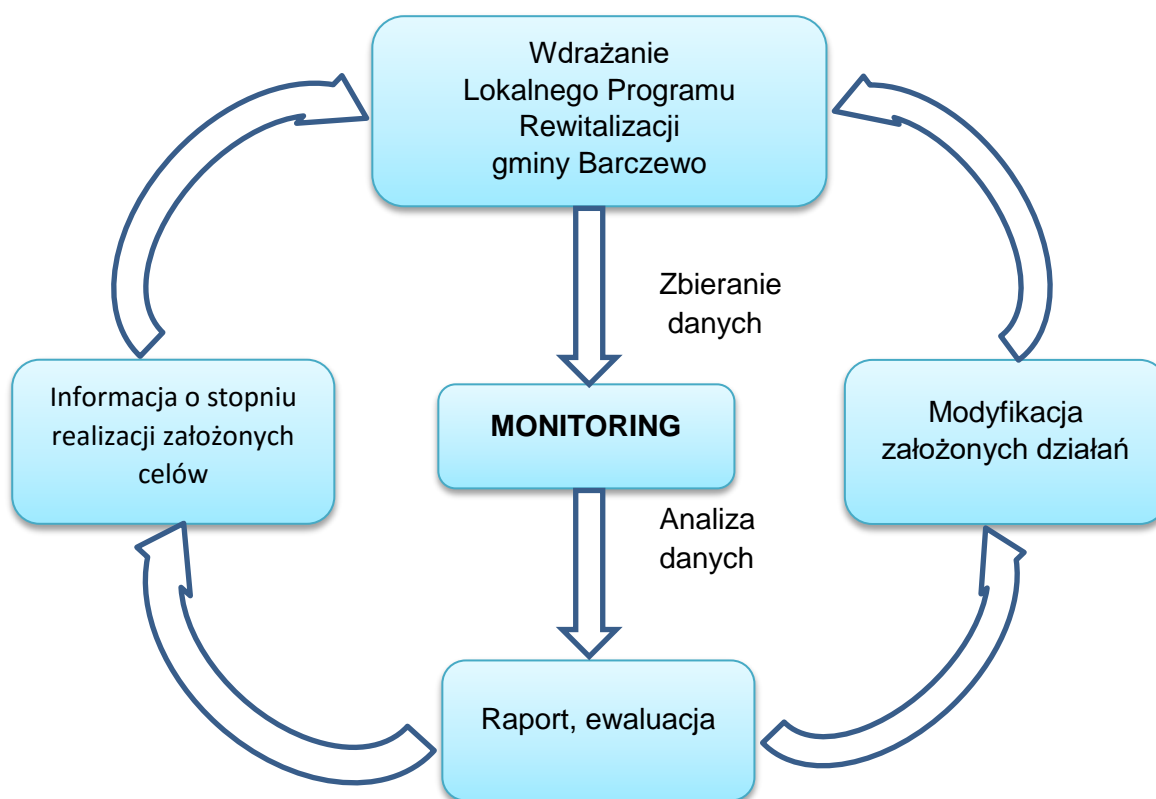 Wdrażanie
Lokalnego Programu
Rewitalizacji
gminy Barczewo
Zbieranie
danych
Informacja o stopniu
realizacji założonych
celów
MONITORING
Modyfikacja
założonych działań
Analiza
danych
Raport, ewaluacja